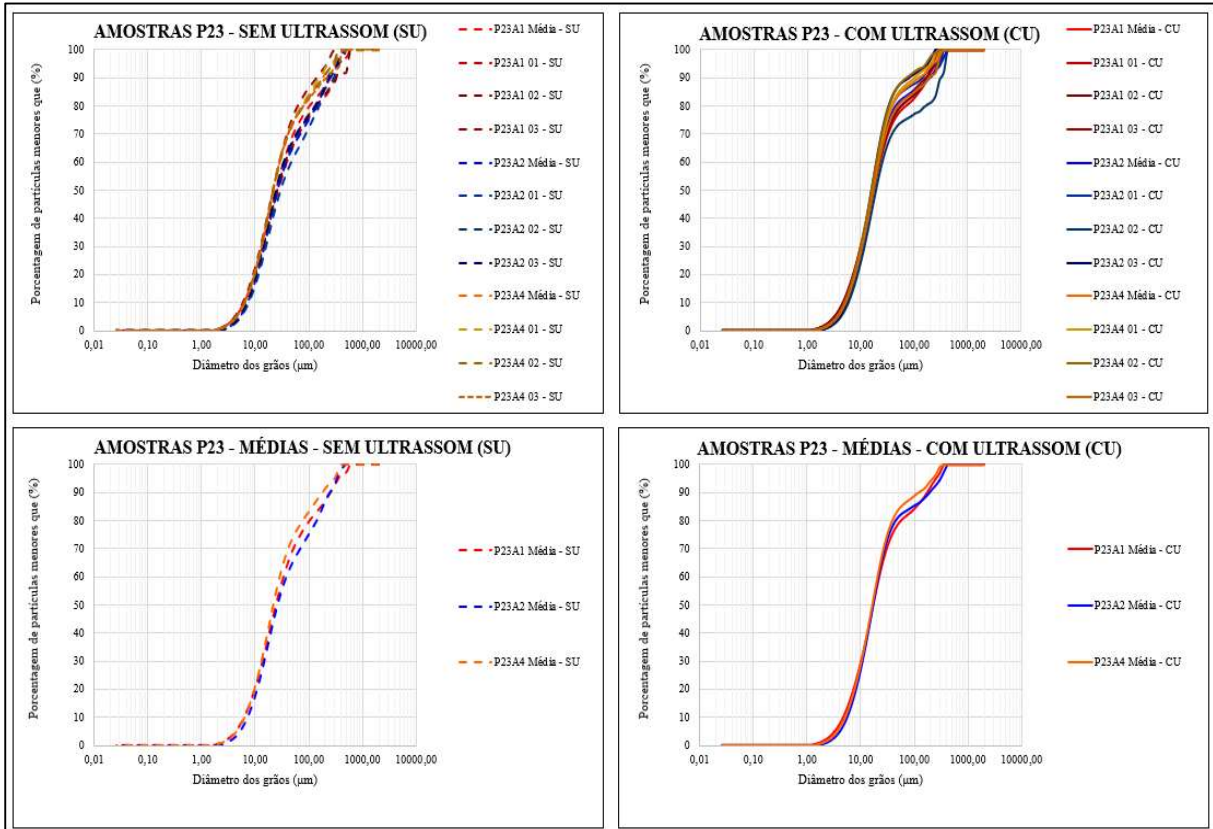 AMOSTRAS P23 - SEM ULTRASSOM (SU)
Porcentagem de partículas menores que (%)
100
90
80
70
60
50
40
30
20
10
0
0,01 0,10 1,00 10,00 100,00 1000,00 10000,00
Diâmetro dos grãos (µm)
P23A1 Média - SU
P23A1 01 - SU
P23A1 02 - SU
P23A1 03 - SU
P23A2 Média - SU
P23A2 01 - SU
P23A2 02 - SU
P23A2 03 - SU
P23A4 Média - SU
P23A4 01 - SU
P23A4 02 - SU
P23A4 03 - SU
AMOSTRAS P23 - COM ULTRASSOM (CU)
Porcentagem de partículas menores que (%)
100
90
80
70
60
50
40
30
20
10
0
0,01 0,10 1,00 10,00 100,00 1000,00 10000,00
Diâmetro dos grãos (µm)
P23A1 Média - CU
P23A1 01 - CU
P23A1 02 - CU
P23A1 03 - CU
P23A2 Média - CU
P23A2 01 - CU
P23A2 02 - CU
P23A2 03 - CU
P23A4 Média - CU
P23A4 01 - CU
P23A4 02 - CU
P23A4 03 - CU
AMOSTRAS P23 - MÉDIAS - SEM ULTRASSOM (SU)
Porcentagem de partículas menores que (%)
100
90
80
70
60
50
40
30
20
10
0
0,01 0,10 1,00 10,00 100,00 1000,00 10000,00
Diâmetro dos grãos (µm)
P23A1 Média - SU
P23A2 Média - SU
P23A4 Média - SU
AMOSTRAS P23 - MÉDIAS - COM ULTRASSOM (CU)
Porcentagem de partículas menores que (%)
100
90
80
70
60
50
40
30
20
10
0
0,01 0,10 1,00 10,00 100,00 1000,00 10000,00
Diâmetro dos grãos (µm)
P23A1 Média - CU
P23A2 Média - CU
P23A4 Média - CU